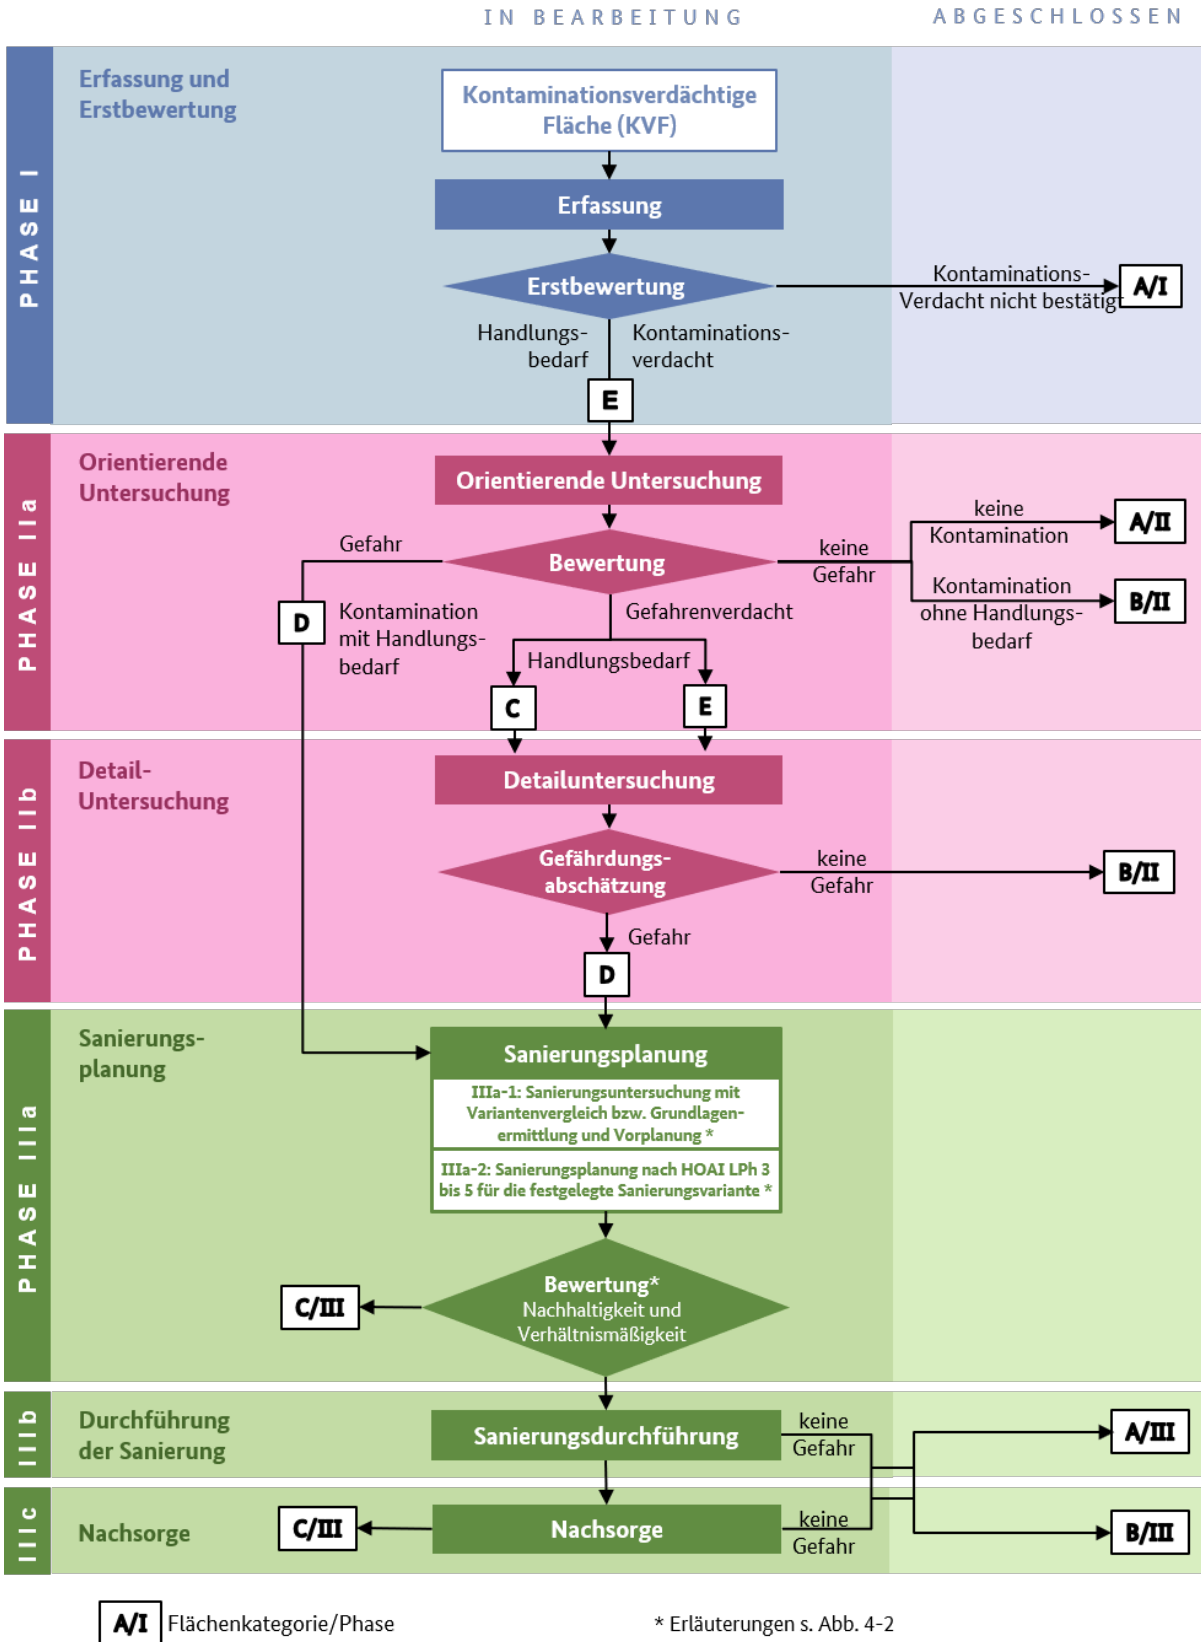 IN BEARBEITUNG
ABGESCHLOSSEN
PHASE I
Erfassung und
Erstbewertung
Kontaminationsverdächtige
Fläche (KVF)
Erfassung
Erstbewertung
Kontaminations-
Verdacht nicht bestätigt
A/I
Handlungs-
bedarf
Kontaminations-
verdacht
E
PHASE IIa
Orientierende
Untersuchung
Orientierende Untersuchung
Bewertung
Gefahr
D
Kontamination
mit Handlungs-
bedarf
keine
Gefahr
keine
Kontamination
A/II
Kontamination
ohne Handlungs-
bedarf
B/II
Gefahrenverdacht
Handlungsbedarf
C
E
PHASE IIb
Detail-
Untersuchung
Detailuntersuchung
Gefährdungs-
abschätzung
keine
Gefahr
B/II
Gefahr
D
PHASE IIIa
Sanierungs-
planung
Sanierungsplanung
IIIa-1: Sanierungsuntersuchung mit
Variantenvergleich bzw. Grundlagen-
ermittlung und Vorplanung *
IIIa-2: Sanierungsplanung nach HOAI LPh 3
bis 5 für die festgelegte Sanierungsvariante *
Bewertung*
Nachhaltigkeit und
Verhältnismäßigkeit
C/III
IIIb
Durchführung
der Sanierung
Sanierungsdurchführung
keine
Gefahr
A/III
IIIc
Nachsorge
C/III
Nachsorge
keine
Gefahr
B/III
A/I Flächenkategorie/Phase
* Erläuterungen s. Abb. 4-2